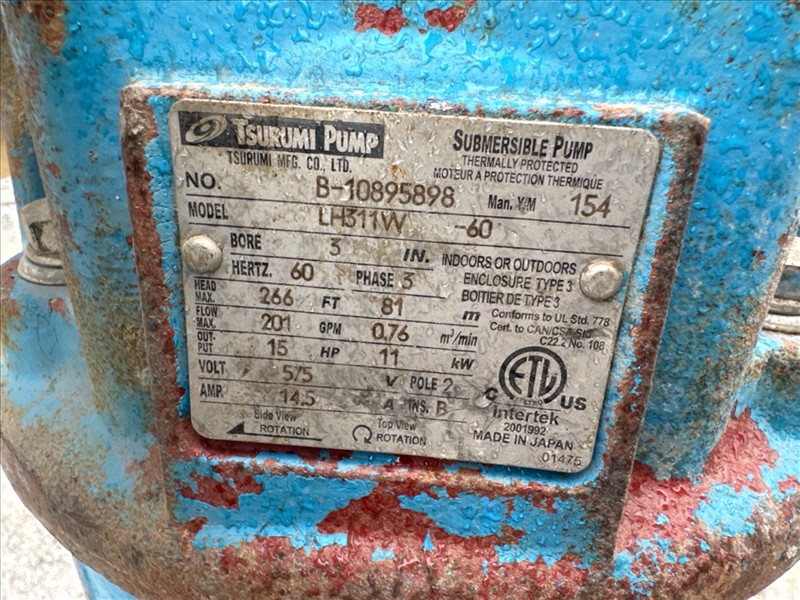 TSURUMI PUMP
TSURUMI MFG. CO., LTD.
SUBMERSIBLE PUMP
THERMALLY PROTECTED
MOTEUR A PROTECTION THERMIQUE
NO. B-10895898 Man. Y/M 154
MODEL LH311W -60
BORE 3 IN. INDOORS OR OUTDOORS
HERTZ. 60 PHASE 3 ENCLOSURE TYPE 3
BOITIER DE TYPE 3
HEAD MAX. 266 FT 81 m
FLOW MAX. 201 GPM 0.76 m³/min
OUT-PUT 15 HP 11 kW
VOLT 575 V POLE 2
AMP. 14.5 A INS. B
Conforms to UL Std. 778
Cert. to CAN/CSA Std.
C22.2 No. 108
C ETL US
Intertek
2001992
MADE IN JAPAN
Side View ROTATION
Top View ROTATION
01475